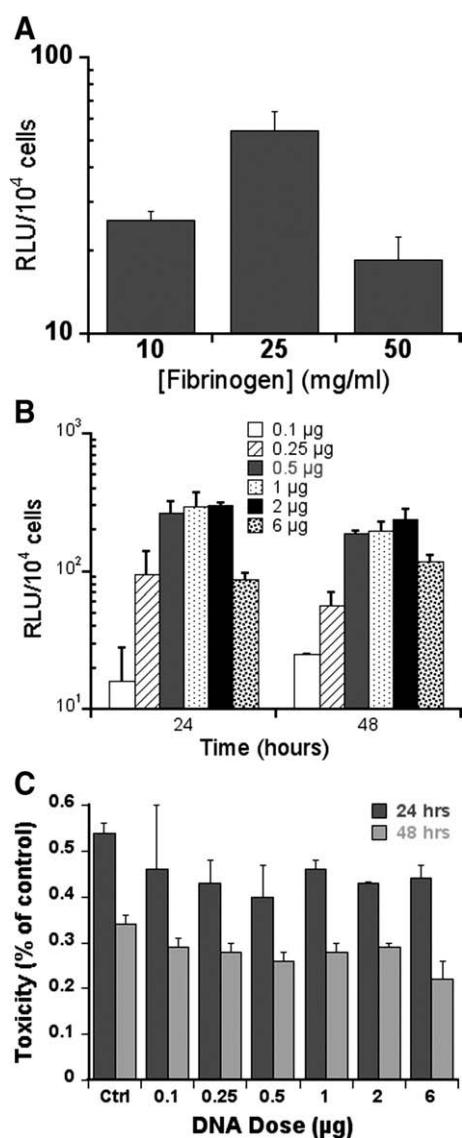 A
100
10
RLU/10⁴ cells
10 25 50
[Fibrinogen] (mg/ml)
B
10³
10²
10¹
RLU/10⁴ cells
0.1 µg
0.25 µg
0.5 µg
1 µg
2 µg
6 µg
24 48
Time (hours)
C
0.6
0.5
0.4
0.3
0.2
0.1
0
Toxicity (% of control)
24 hrs
48 hrs
Ctrl 0.1 0.25 0.5 1 2 6
DNA Dose (µg)